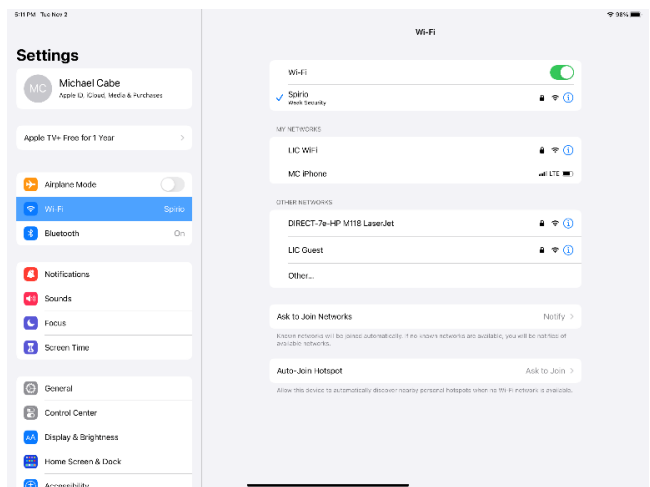 5:11 PM Tue Nov 2
98%
Settings
MC
Michael Cabe
Apple ID, iCloud, Media & Purchases
Apple TV+ Free for 1 Year
Airplane Mode
Wi-Fi Spirio
Bluetooth On
Notifications
Sounds
Focus
Screen Time
General
Control Center
AA Display & Brightness
Home Screen & Dock
Accessibility
Wi-Fi
Wi-Fi
Spirio
Weak Security
MY NETWORKS
LIC WiFi
MC iPhone LTE
OTHER NETWORKS
DIRECT-7e-HP M118 LaserJet
LIC Guest
Other...
Ask to Join Networks Notify
Known networks will be joined automatically. If no known networks are available, you will be notified of
available networks.
Auto-Join Hotspot Ask to Join
Allow this device to automatically discover nearby personal hotspots when no Wi-Fi network is available.